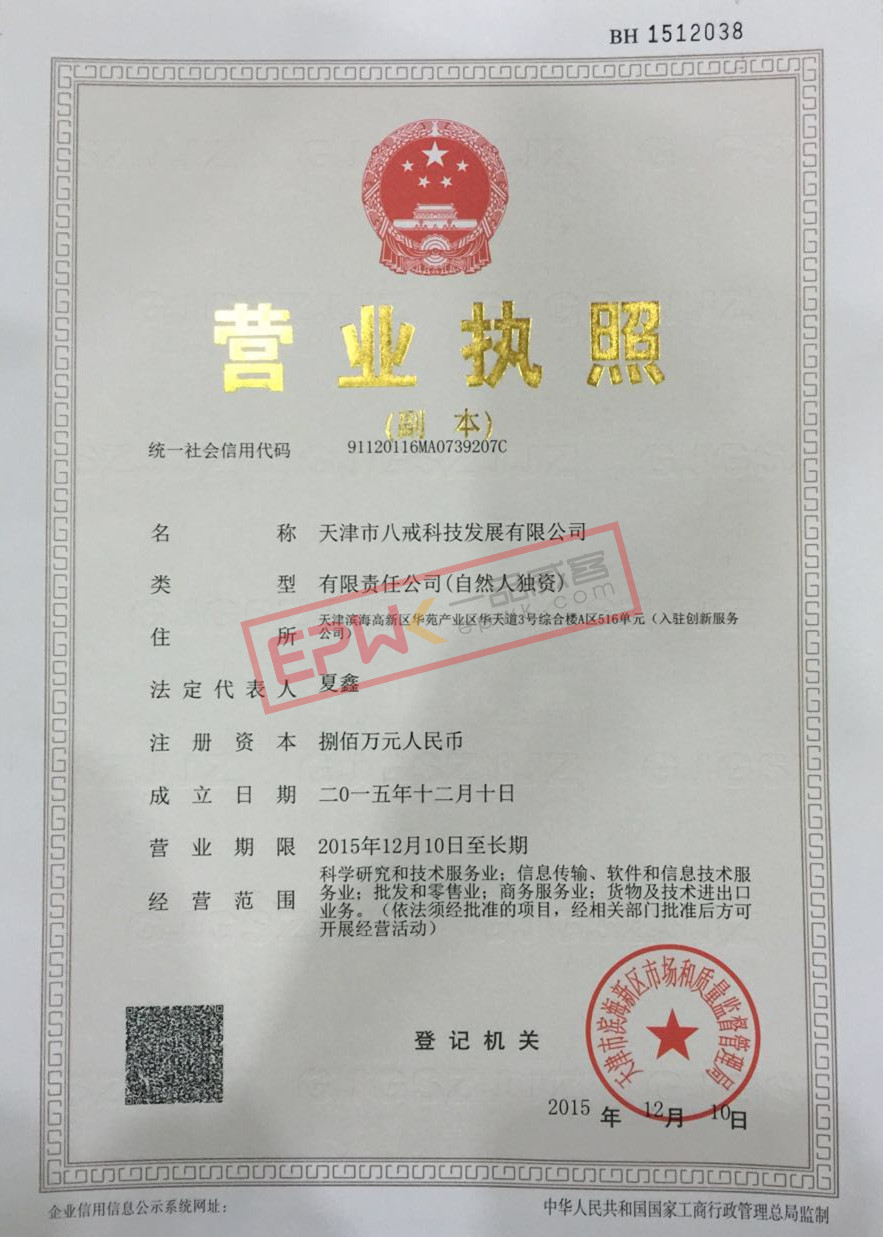 BH 1512038
营业执照
(副本)
统一社会信用代码 91120116MA0739207C
名称 天津市八戒科技发展有限公司
类型 有限责任公司(自然人独资)
住所 天津滨海高新区华苑产业区华天道3号综合楼A区516单元（入驻创新服务
公司）
EPWK 一品威客
epwk.com
法定代表人 夏鑫
注册资本 捌佰万元人民币
成立日期 二0一五年十二月十日
营业期限 2015年12月10日至长期
经营范围 科学研究和技术服务业；信息传输、软件和信息技术服
务业；批发和零售业；商务服务业；货物及技术进出口
业务。（依法须经批准的项目，经相关部门批准后方可
开展经营活动）
天津市滨海新区市场和质量监督管理局
登记机关
2015 年 12月 10日
企业信用信息公示系统网址：
中华人民共和国国家工商行政管理总局监制